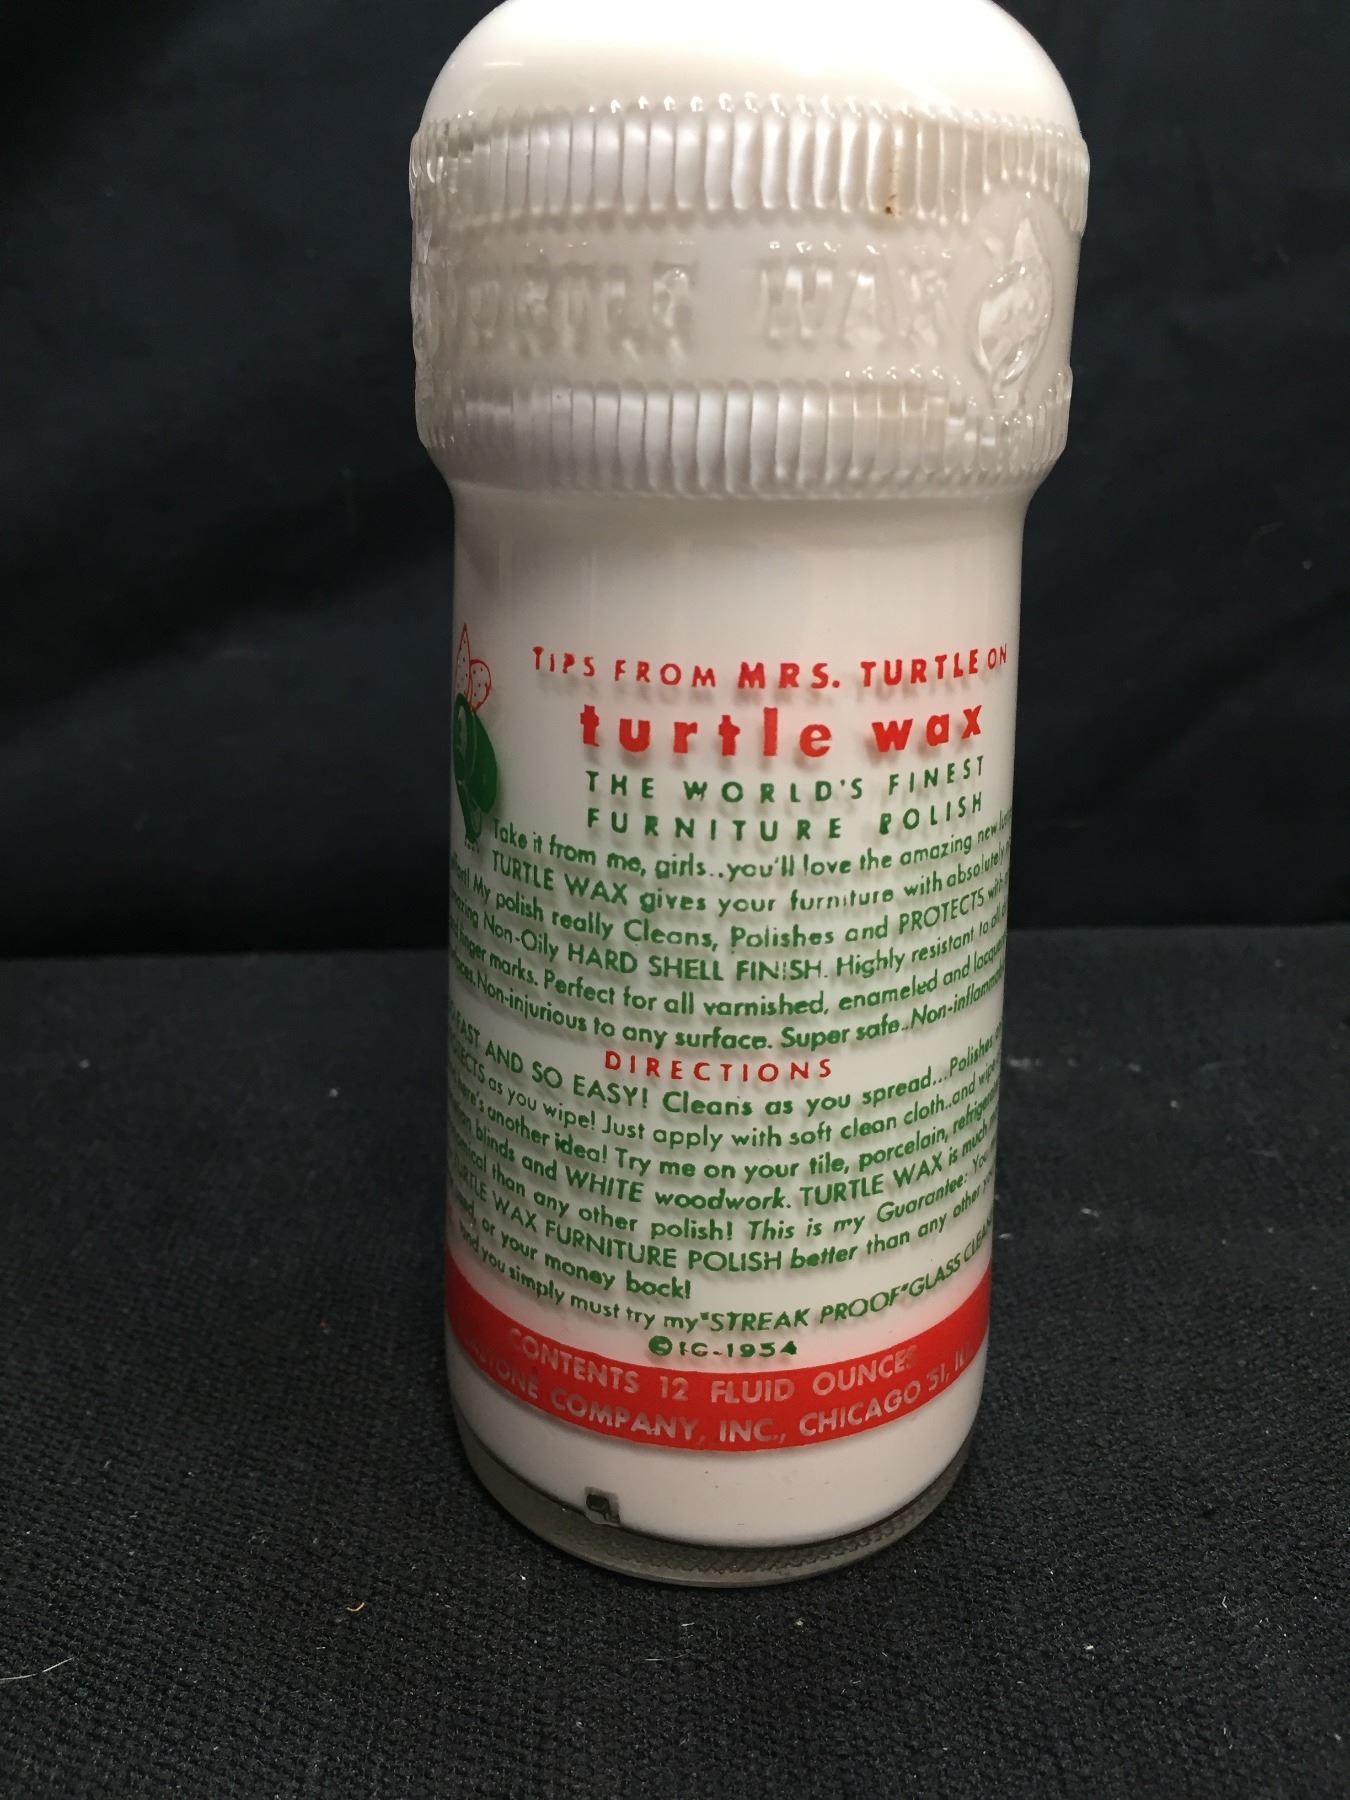 TURTLE WAX
TIPS FROM MRS. TURTLE ON
turtle wax
THE WORLD'S FINEST
FURNITURE POLISH
Take it from me, girls..you'll love the amazing new
TURTLE WAX gives your furniture with absolutely
My polish really Cleans, Polishes and PROTECTS with
Non-Oily HARD SHELL FINISH. Highly resistant to
finger marks. Perfect for all varnished, enameled and
Non-injurious to any surface. Super safe..
DIRECTIONS
FAST AND SO EASY! Cleans as you spread...Polishes
as you wipe! Just apply with soft clean cloth..and wipe
here's another idea! Try me on your tile, porcelain,
blinds and WHITE woodwork. TURTLE WAX is much
than any other polish! This is my Guarantee:
TURTLE WAX FURNITURE POLISH better than any other
or your money back!
and you simply must try my "STREAK PROOF" GLASS
© IG-1954
CONTENTS 12 FLUID OUNCES
COMPANY, INC., CHICAGO 51, ILL.